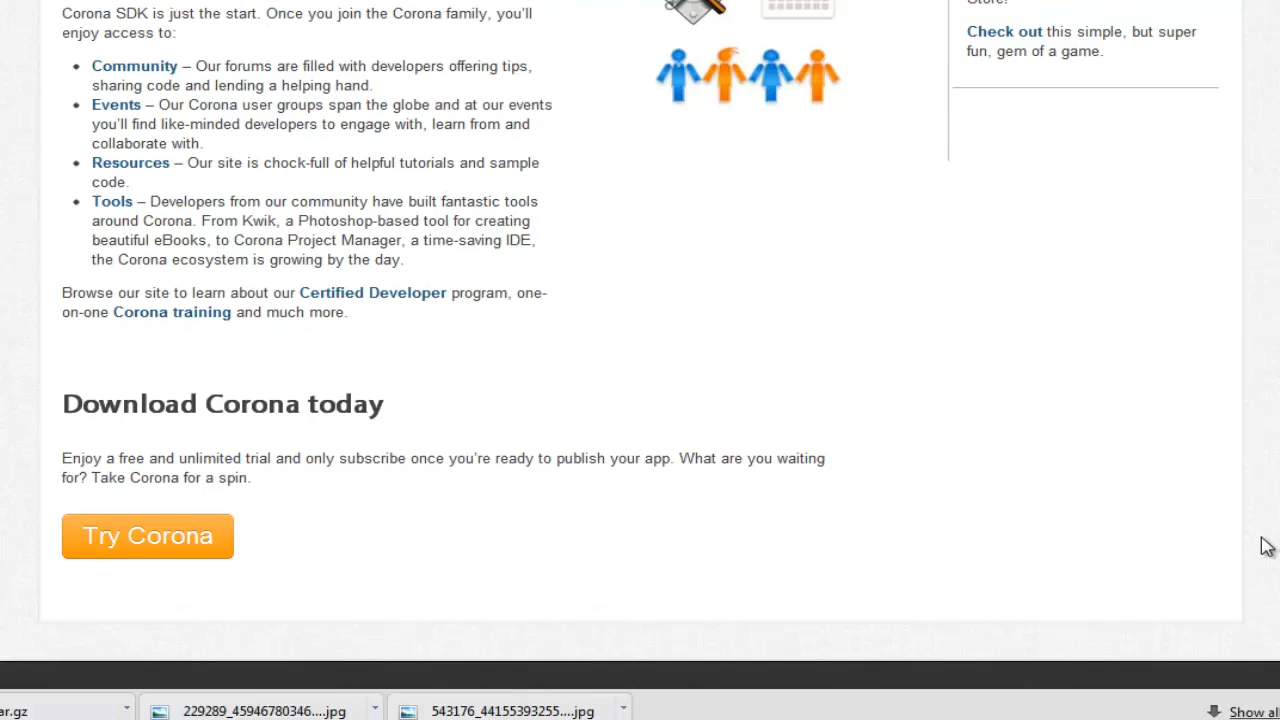 Corona SDK is just the start. Once you join the Corona family, you'll
enjoy access to:
• Community – Our forums are filled with developers offering tips,
sharing code and lending a helping hand.
• Events – Our Corona user groups span the globe and at our events
you'll find like-minded developers to engage with, learn from and
collaborate with.
• Resources – Our site is chock-full of helpful tutorials and sample
code.
• Tools – Developers from our community have built fantastic tools
around Corona. From Kwik, a Photoshop-based tool for creating
beautiful eBooks, to Corona Project Manager, a time-saving IDE,
the Corona ecosystem is growing by the day.
Browse our site to learn about our Certified Developer program, one-
on-one Corona training and much more.
Store!
Check out this simple, but super
fun, gem of a game.
Download Corona today
Enjoy a free and unlimited trial and only subscribe once you're ready to publish your app. What are you waiting
for? Take Corona for a spin.
Try Corona
ar.gz
229289_45946780346....jpg
543176_44155393255....jpg
Show al